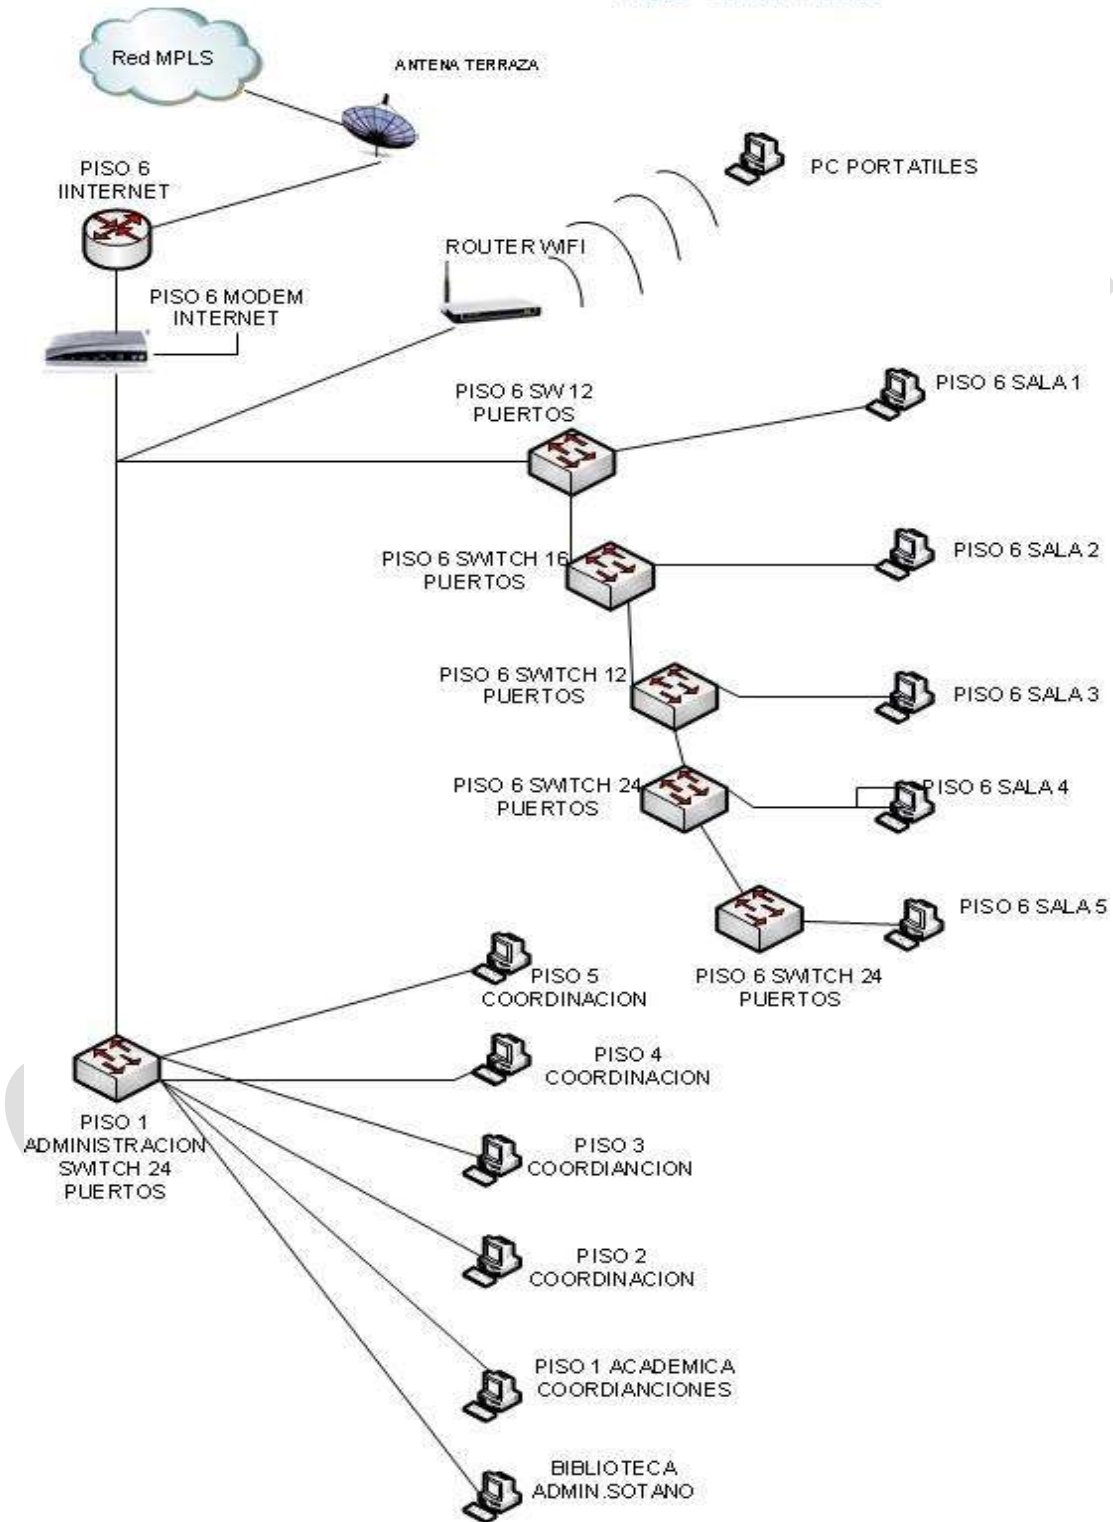 Red MPLS
ANTENA TERRAZA
PISO 6
IINTERNET
PC PORTATILES
ROUTER WIFI
PISO 6 MODEM
INTERNET
PISO 6 SW 12
PUERTOS
PISO 6 SALA 1
PISO 6 SWITCH 16
PUERTOS
PISO 6 SALA 2
PISO 6 SWITCH 12
PUERTOS
PISO 6 SALA 3
PISO 6 SWITCH 24
PUERTOS
PISO 6 SALA 4
PISO 6 SALA 5
PISO 6 SWITCH 24
PUERTOS
PISO 5
COORDINACION
PISO 4
COORDINACION
PISO 1
ADMINISTRACION
SWITCH 24
PUERTOS
PISO 3
COORDIANCION
PISO 2
COORDINACION
PISO 1 ACADEMICA
COORDIANCIONES
BIBLIOTECA
ADMIN.SOTANO